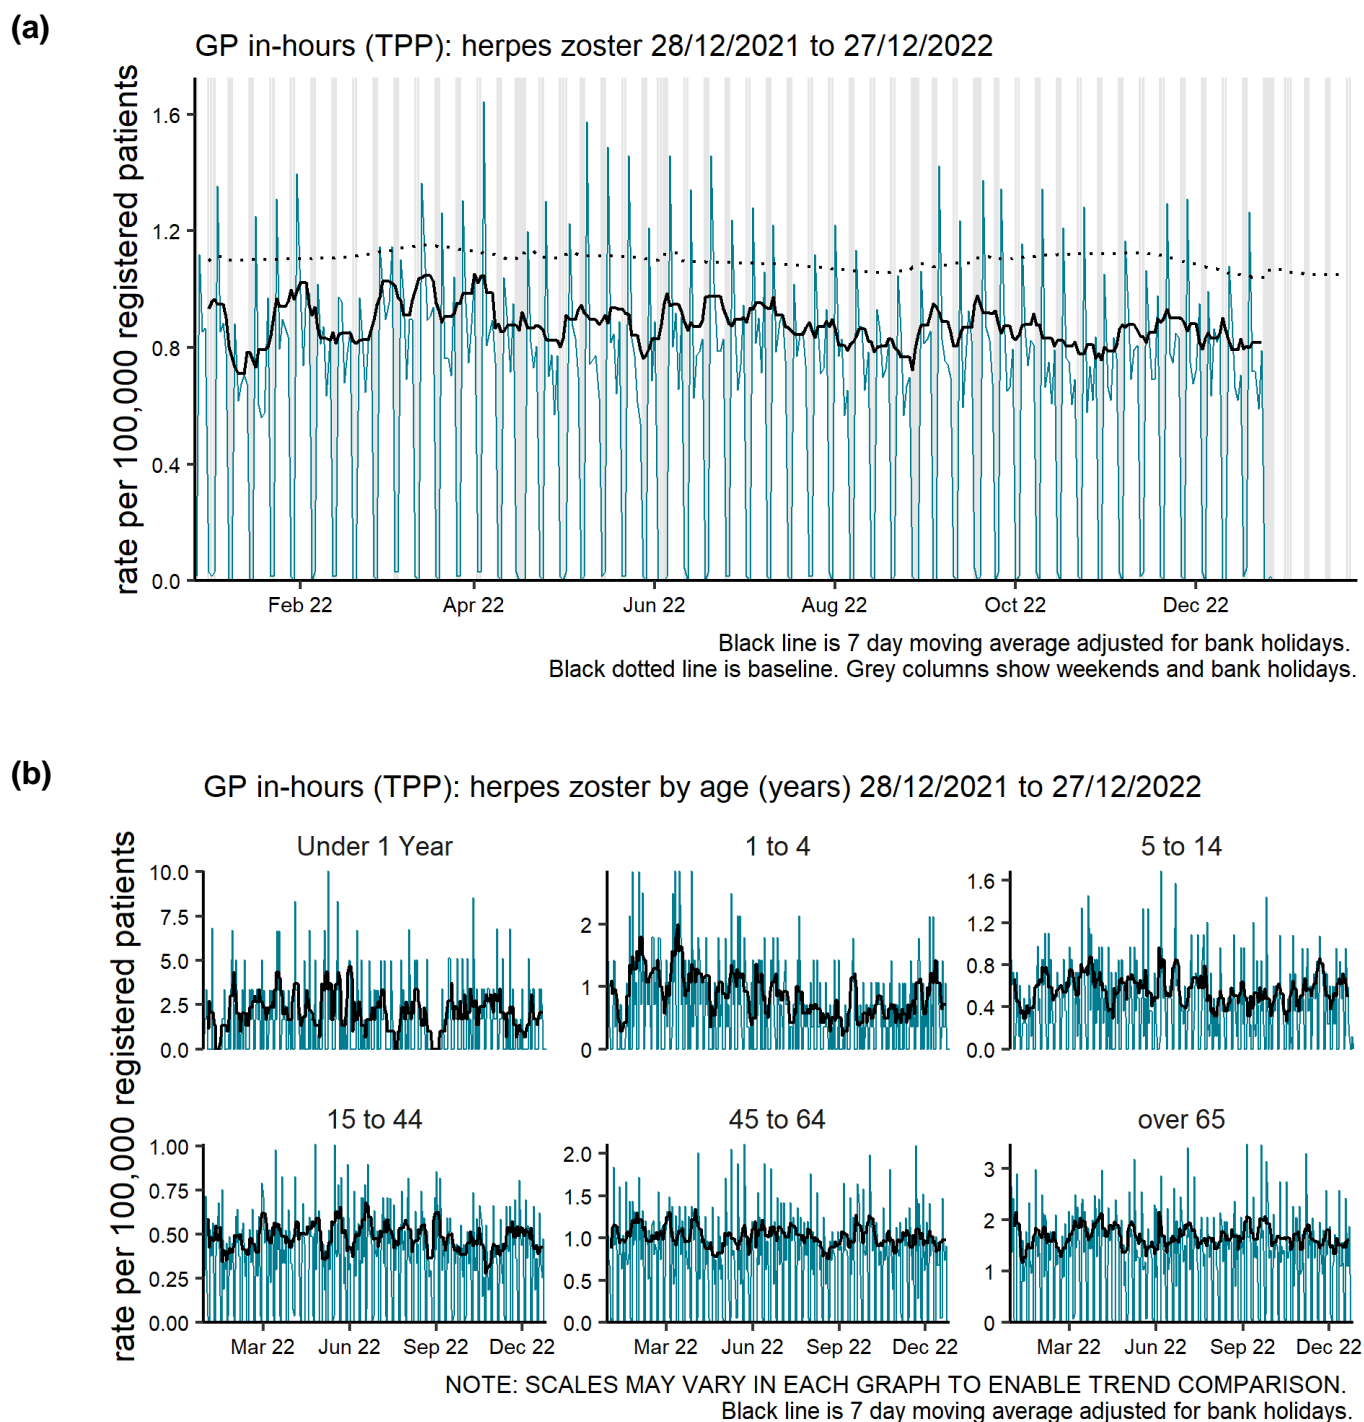 (a)
GP in-hours (TPP): herpes zoster 28/12/2021 to 27/12/2022
rate per 100,000 registered patients
1.6
1.2
0.8
0.4
0.0
Feb 22 Apr 22 Jun 22 Aug 22 Oct 22 Dec 22
Black line is 7 day moving average adjusted for bank holidays.
Black dotted line is baseline. Grey columns show weekends and bank holidays.
(b)
GP in-hours (TPP): herpes zoster by age (years) 28/12/2021 to 27/12/2022
rate per 100,000 registered patients
Under 1 Year
10.0
7.5
5.0
2.5
0.0
1 to 4
2
1
0
5 to 14
1.6
1.2
0.8
0.4
0.0
15 to 44
1.00
0.75
0.50
0.25
0.00
Mar 22 Jun 22 Sep 22 Dec 22
45 to 64
2.0
1.5
1.0
0.5
0.0
Mar 22 Jun 22 Sep 22 Dec 22
over 65
3
2
1
0
Mar 22 Jun 22 Sep 22 Dec 22
NOTE: SCALES MAY VARY IN EACH GRAPH TO ENABLE TREND COMPARISON.
Black line is 7 day moving average adjusted for bank holidays.